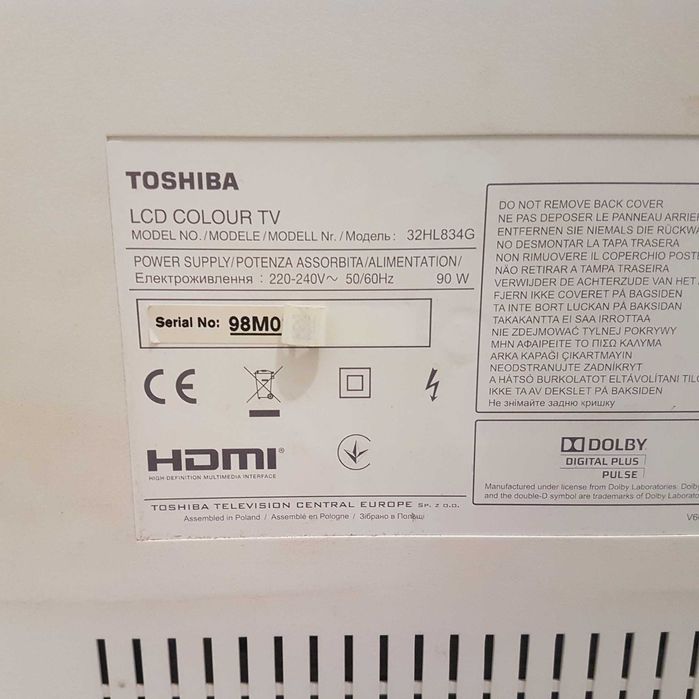 TOSHIBA
LCD COLOUR TV
MODEL NO./MODELE/MODELL Nr./Модель: 32HL834G
POWER SUPPLY/POTENZA ASSORBITA/ALIMENTATION/
Електроживлення : 220-240V~ 50/60Hz 90 W
Serial No: 98M0
CE
HDMI®
HIGH-DEFINITION MULTIMEDIA INTERFACE
TOSHIBA TELEVISION CENTRAL EUROPE SP. Z O.O.
Assembled in Poland / Assemblé en Pologne / Зібрано в Польщі
DO NOT REMOVE BACK COVER
NE PAS DEPOSER LE PANNEAU
ENTFERNEN SIE NIEMALS DIE
NO DESMONTAR LA TAPA TRASERA
NON RIMUOVERE IL COPERCHIO
NÃO RETIRAR A TAMPA TRASEIRA
VERWIJDER DE ACHTERZUDE VAN HET
FJERN IKKE COVERET PÅ BAGSIDEN
TA INTE BORT LUCKAN PÅ BAKSIDAN
TAKAKANTTA EI SAA IRROTTAA
NIE ZDEJMOWAĆ TYLNEJ POKRYWY
ΜΗΝ ΑΦΑΙΡΕΙΤΕ ΤΟ ΠΙΣΩ ΚΑΛΥΜΑ
ARKA KAPAĞI ÇIKARTMAYIN
NEODSTRANUJTE ZADNÍKRYT
A HÁTSÓ BURKOLATOT ELTÁVOLÍTANI
IKKE TA AV DEKSLET PÅ BAKSIDEN
Не знімайте задню кришку
DOLBY
DIGITAL PLUS
PULSE
Manufactured under license from Dolby Laboratories.
and the double-D symbol are trademarks of Dolby